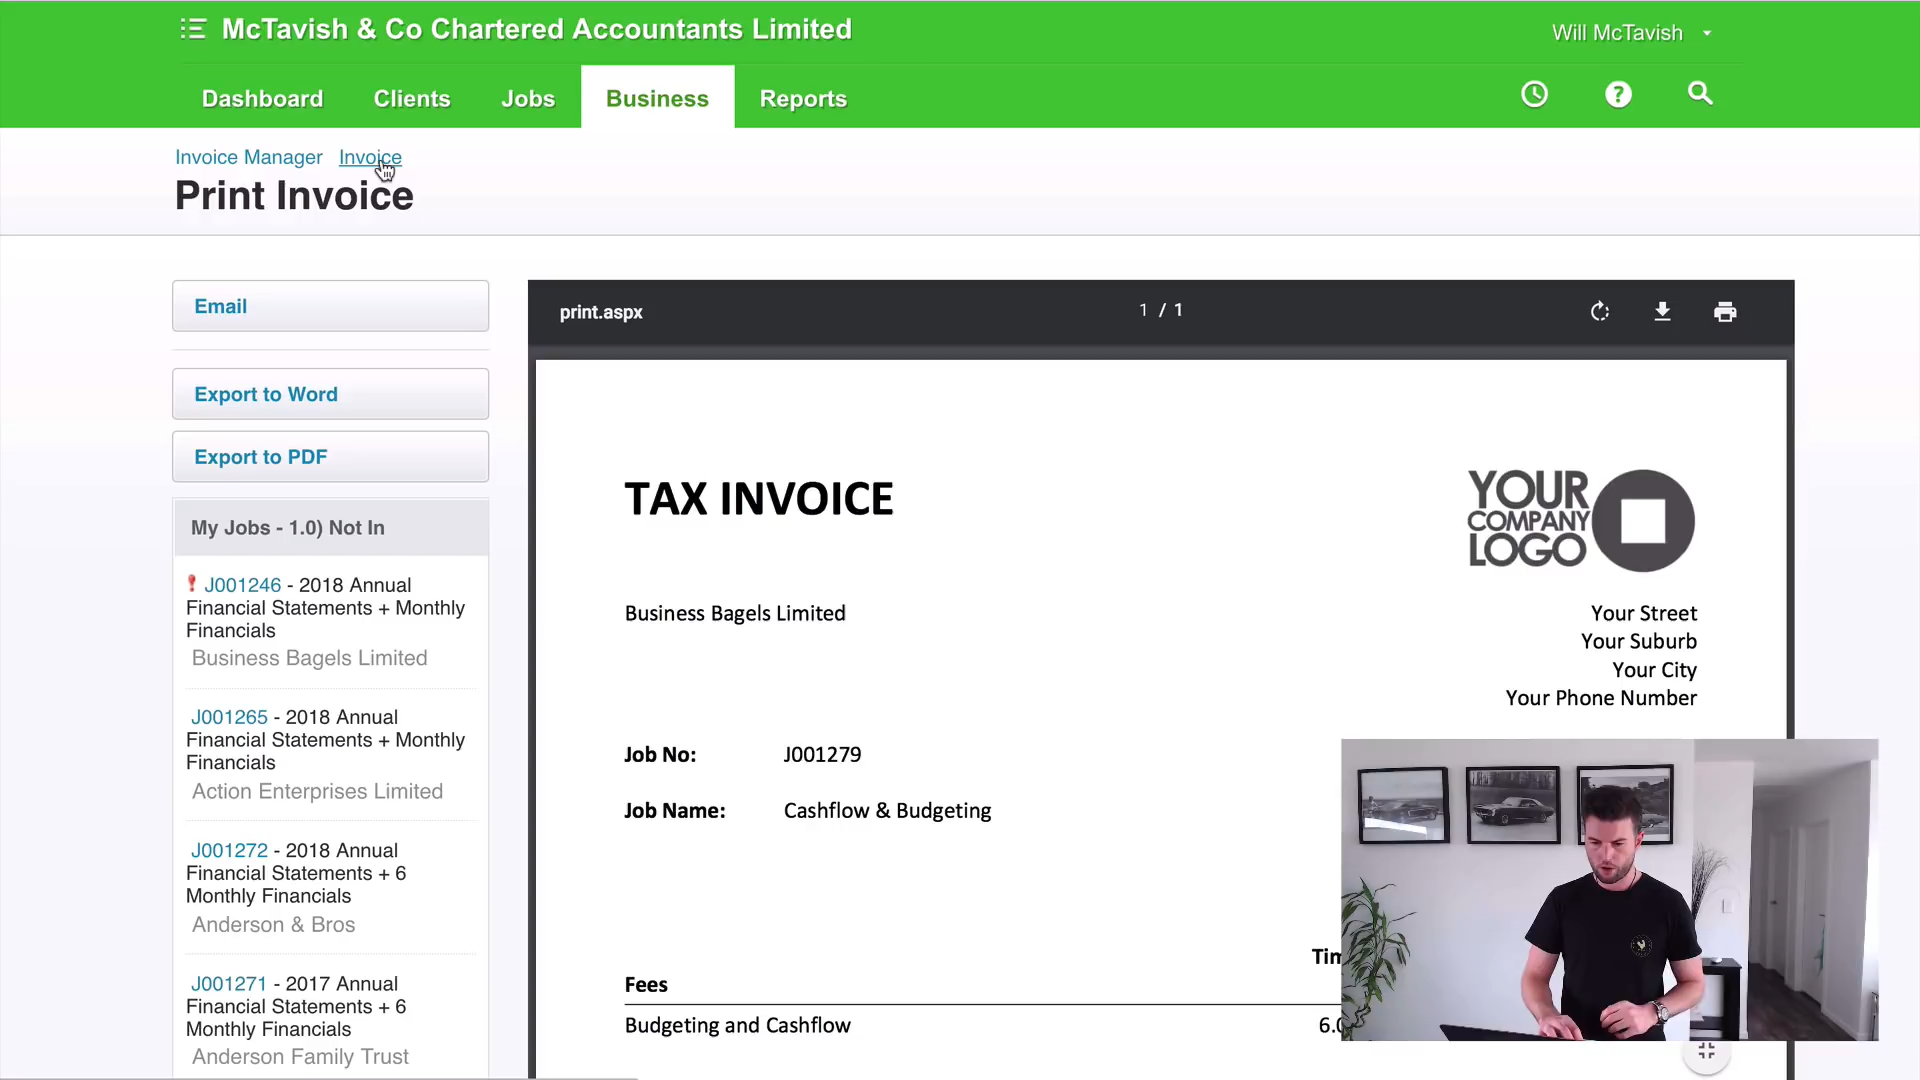 McTavish & Co Chartered Accountants Limited
Will McTavish
Dashboard
Clients
Jobs
Business
Reports
Invoice Manager
Invoice
Print Invoice
Email
Export to Word
Export to PDF
My Jobs - 1.0) Not In
J001246 - 2018 Annual
Financial Statements + Monthly
Financials
Business Bagels Limited
J001265 - 2018 Annual
Financial Statements + Monthly
Financials
Action Enterprises Limited
J001272 - 2018 Annual
Financial Statements + 6
Monthly Financials
Anderson & Bros
J001271 - 2017 Annual
Financial Statements + 6
Monthly Financials
Anderson Family Trust
print.aspx
1 / 1
TAX INVOICE
YOUR
COMPANY
LOGO
Business Bagels Limited
Your Street
Your Suburb
Your City
Your Phone Number
Job No: J001279
Job Name: Cashflow & Budgeting
Fees
Budgeting and Cashflow